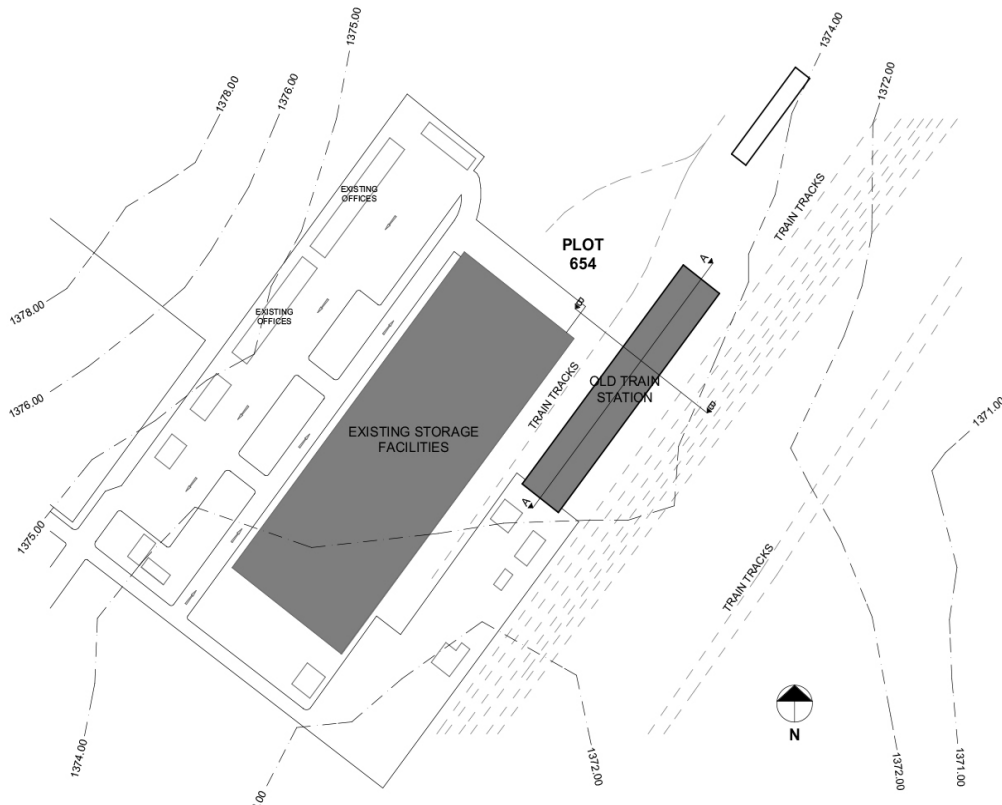 1375.00
1374.00
1378.00
1376.00
1372.00
EXISTING
OFFICES
TRAIN TRACKS
PLOT
654
A
1378.00
EXISTING
OFFICES
TRAIN TRACKS
OLD TRAIN
STATION
1376.00
1371.00
EXISTING STORAGE
FACILITIES
A
1375.00
TRAIN TRACKS
N
1374.00
1372.00
1372.00
1371.00